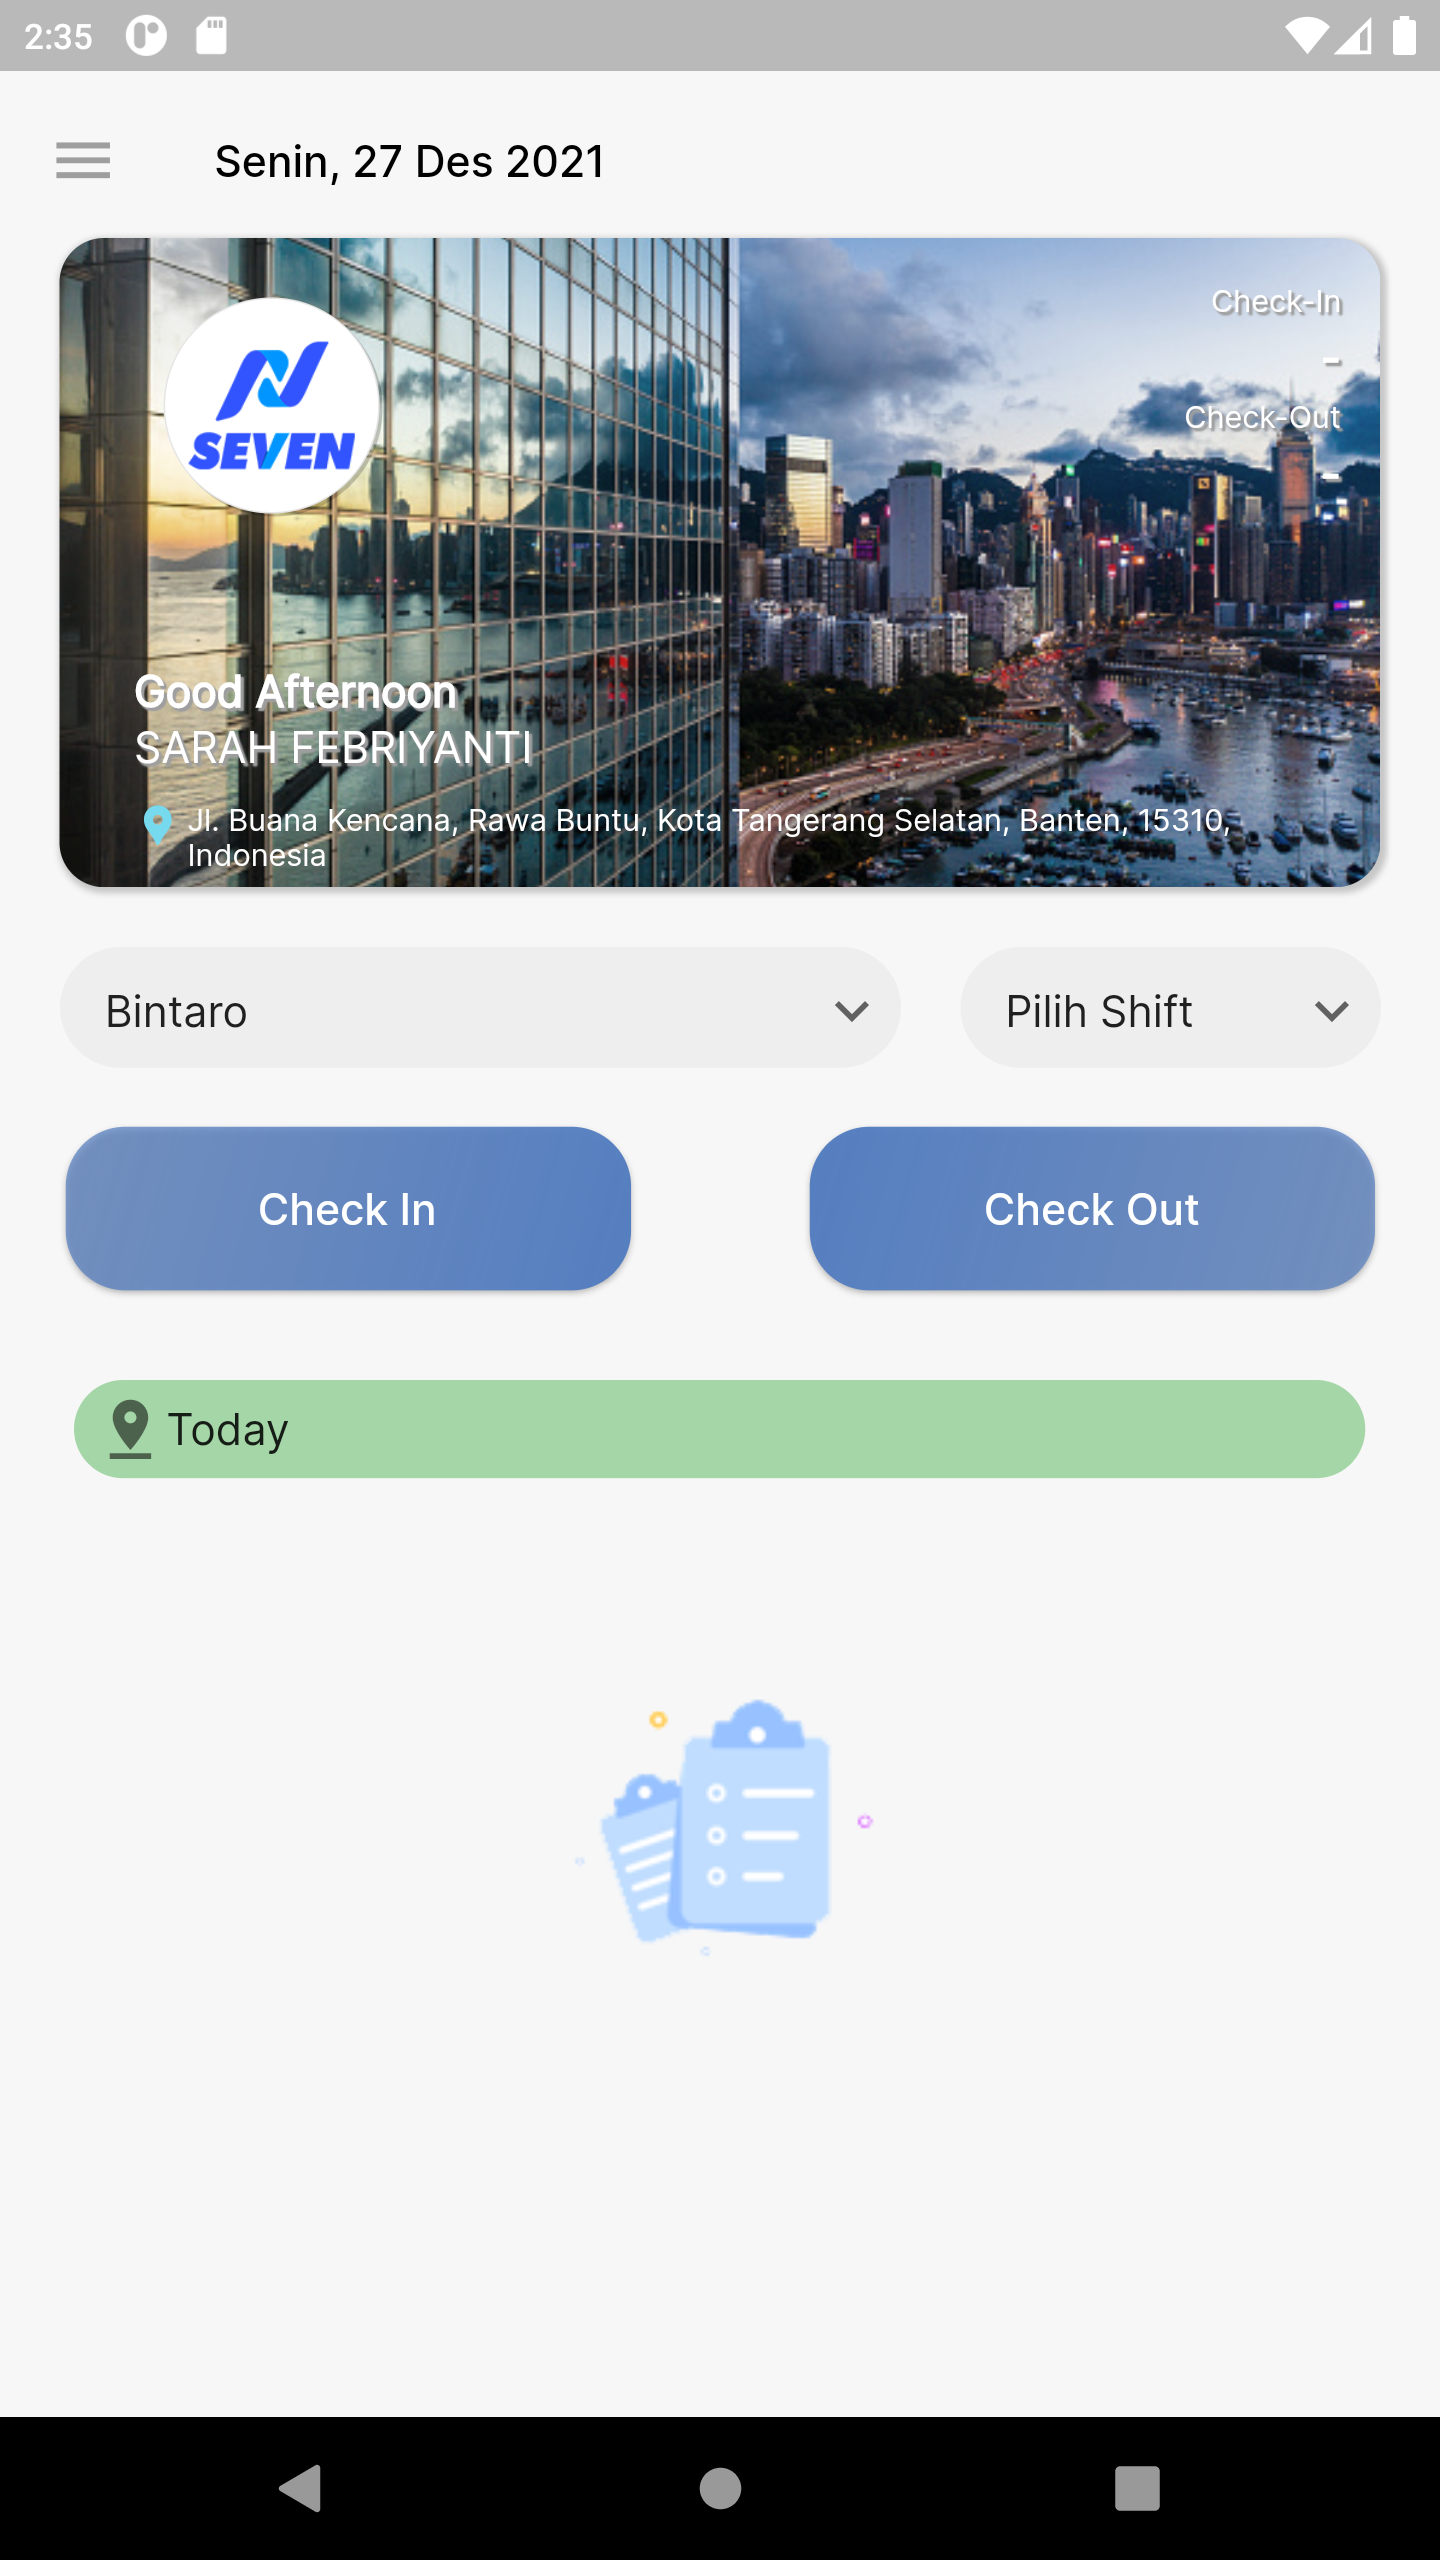 2:35
Senin, 27 Des 2021
SEVEN
Check-In
-
Check-Out
-
Good Afternoon
SARAH FEBRIYANTI
Jl. Buana Kencana, Rawa Buntu, Kota Tangerang Selatan, Banten, 15310,
Indonesia
Bintaro
Pilih Shift
Check In
Check Out
Today